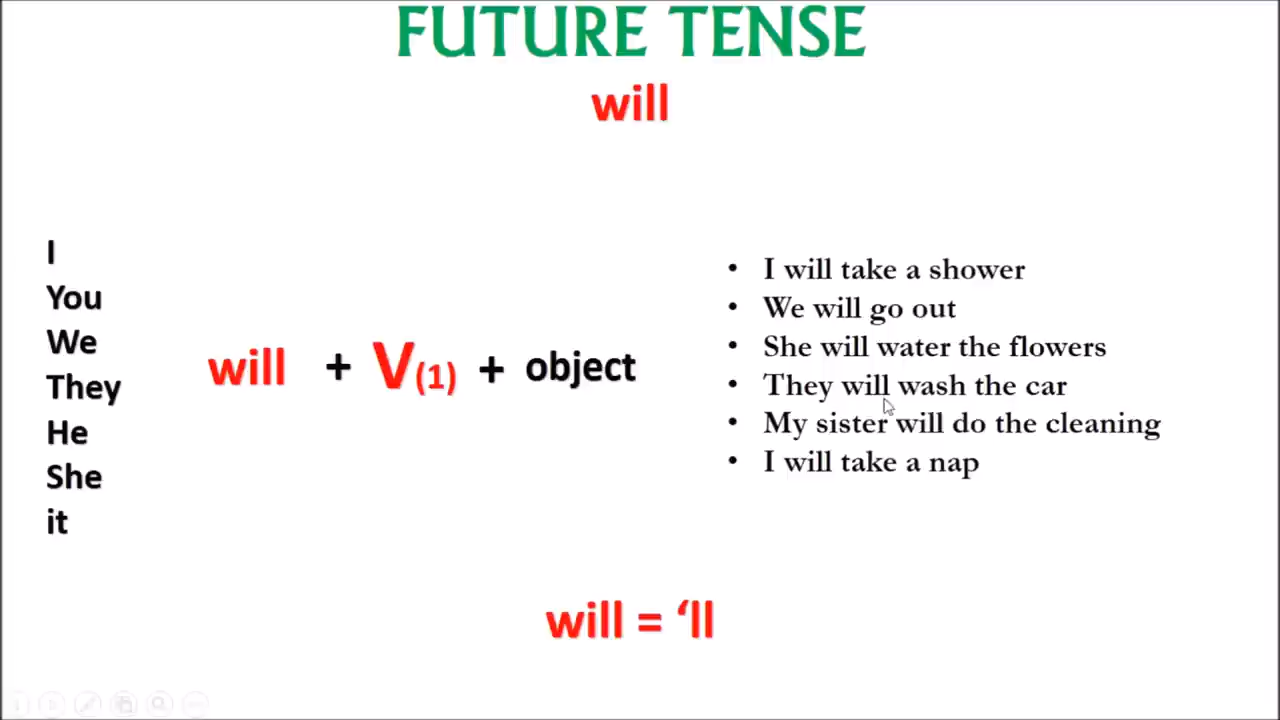 FUTURE TENSE
will
I
You
We
They
He
She
it
will + V(1) + object
• I will take a shower
• We will go out
• She will water the flowers
• They will wash the car
• My sister will do the cleaning
• I will take a nap
will = ‘ll